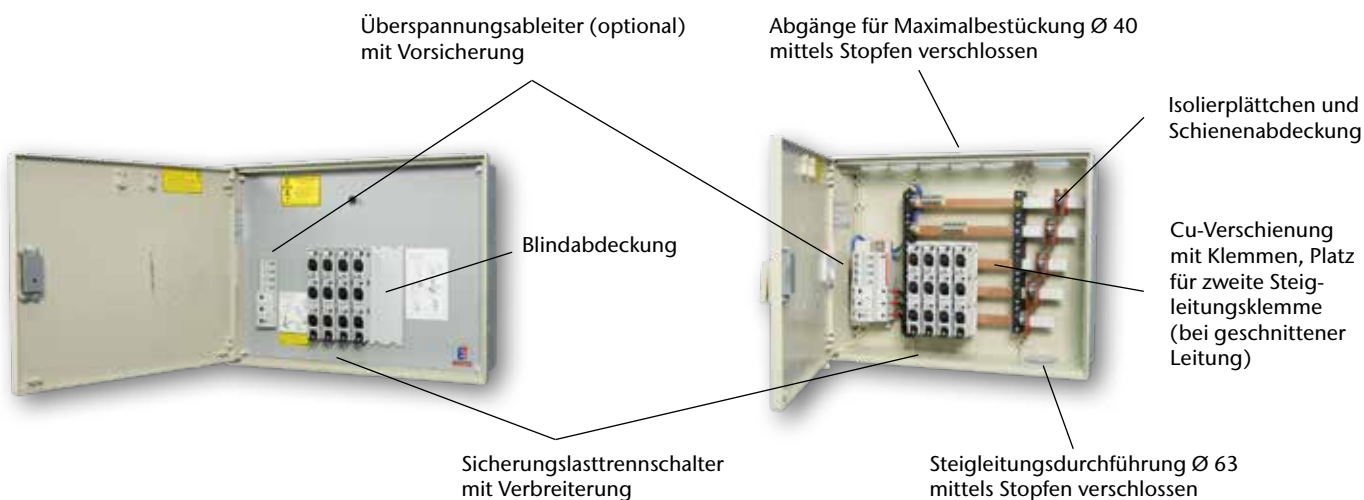 Überspannungsableiter (optional)
mit Vorsicherung
Abgänge für Maximalbestückung Ø 40
mittels Stopfen verschlossen
Isolierplättchen und
Schienenabdeckung
Blindabdeckung
Cu-Verschienung
mit Klemmen, Platz
für zweite Steig-
leitungsklemme
(bei geschnittener
Leitung)
Sicherungslasttrennschalter
mit Verbreiterung
Steigleitungsdurchführung Ø 63
mittels Stopfen verschlossen